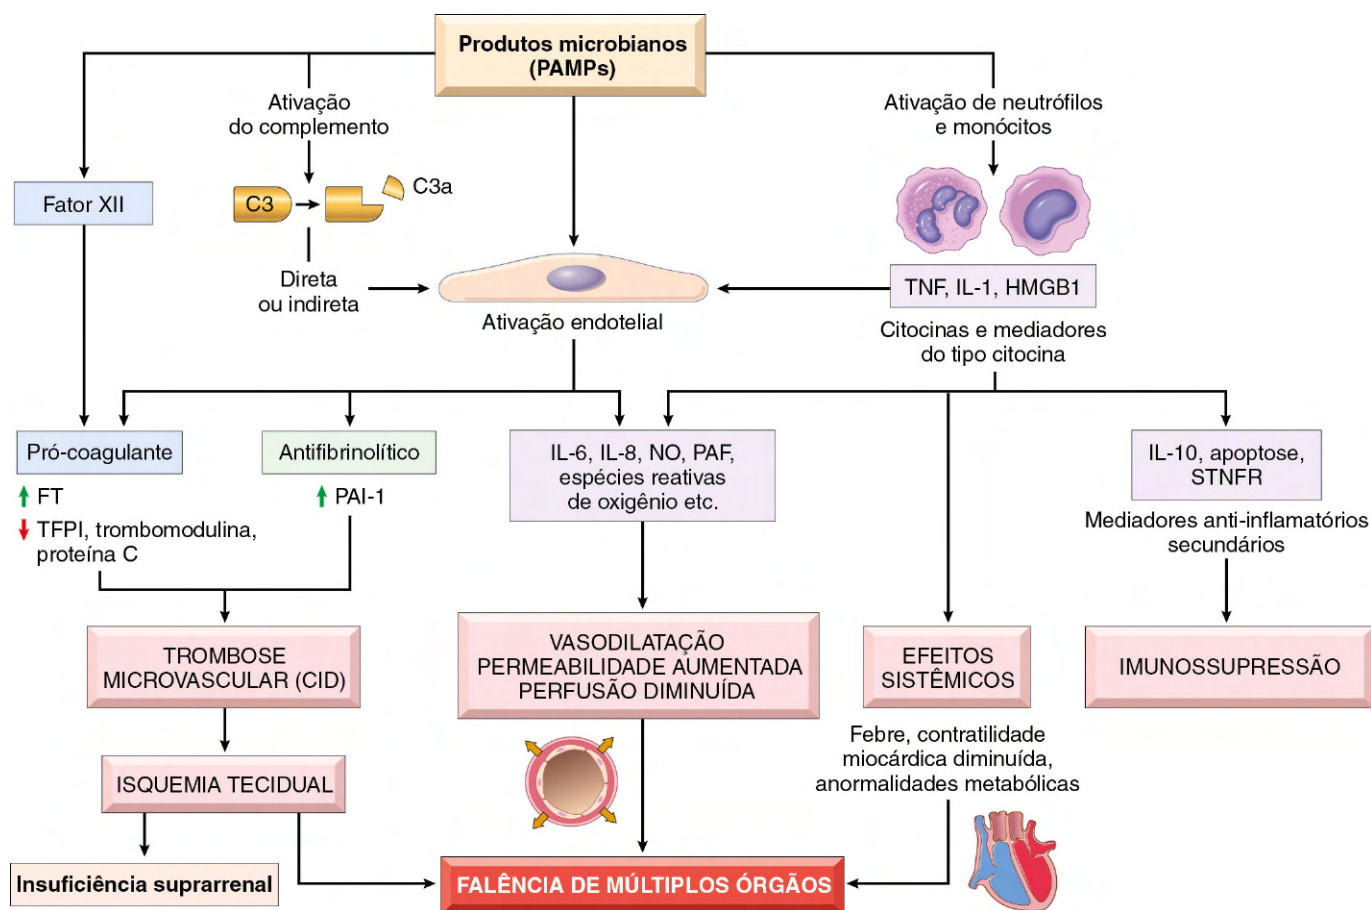 Produtos microbianos
(PAMPs)
Ativação
do complemento
Ativação de neutrófilos
e monócitos
Fator XII
C3
C3a
Direta
ou indireta
TNF, IL-1, HMGB1
Ativação endotelial
Citocinas e mediadores
do tipo citocina
Pró-coagulante
FT
TFPI, trombomodulina,
proteína C
Antifibrinolítico
PAI-1
IL-6, IL-8, NO, PAF,
espécies reativas
de oxigênio etc.
IL-10, apoptose,
STNFR
Mediadores anti-inflamatórios
secundários
TROMBOSE
MICROVASCULAR (CID)
VASODILATAÇÃO
PERMEABILIDADE AUMENTADA
PERFUSÃO DIMINUÍDA
EFEITOS
SISTÊMICOS
IMUNOSSUPRESSÃO
Febre, contratilidade
miocárdica diminuída,
anormalidades metabólicas
ISQUEMIA TECIDUAL
Insuficiência suprarrenal
FALÊNCIA DE MÚLTIPLOS ÓRGÃOS